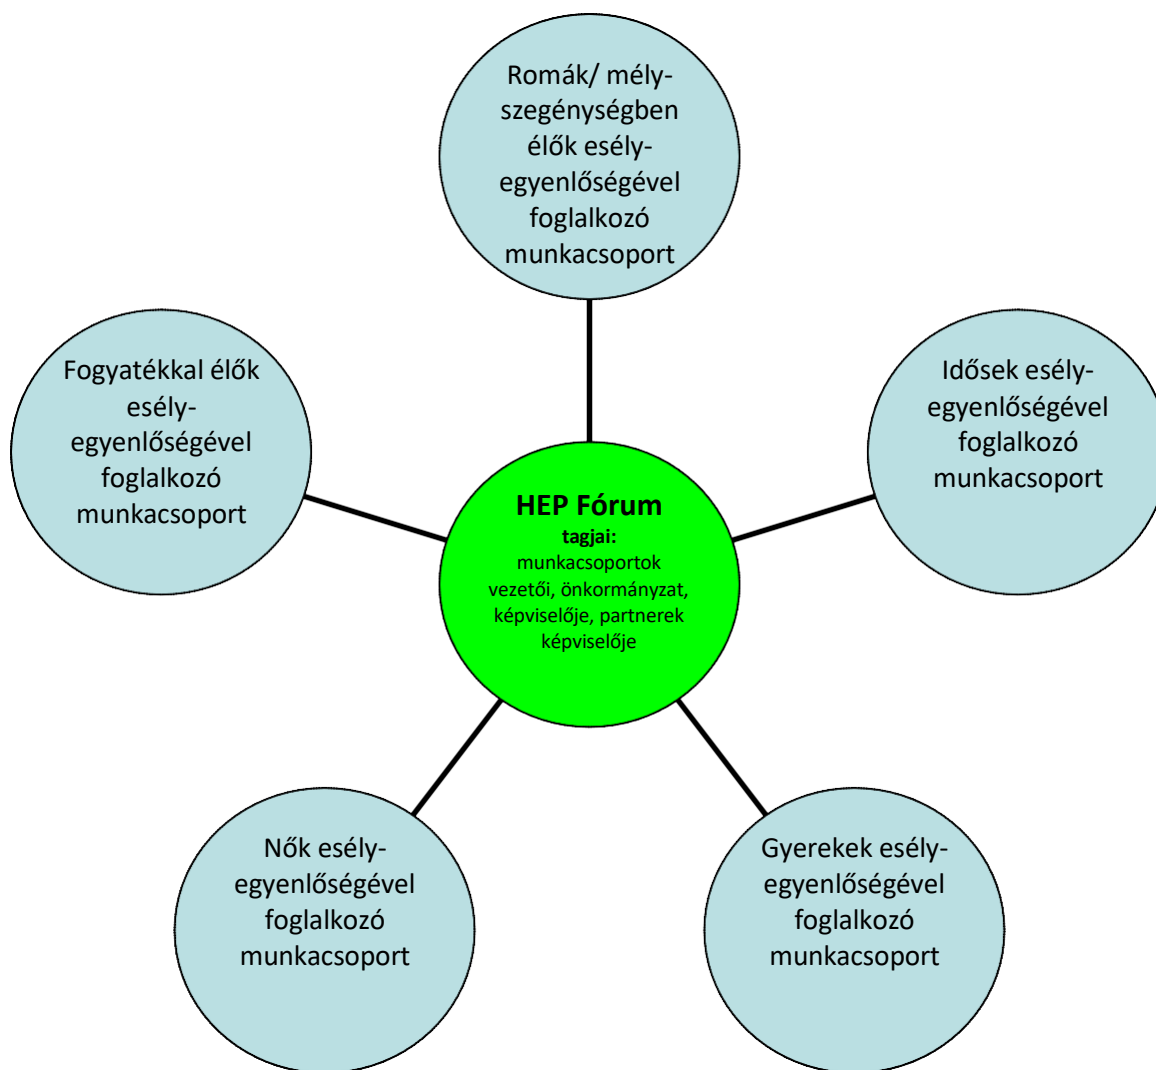 Romák/ mély-
szegénységben
élők esély-
egyenlőségével
foglalkozó
munkacsoport
Fogyatékkal élők
esély-
egyenlőségével
foglalkozó
munkacsoport
Idősek esély-
egyenlőségével
foglalkozó
munkacsoport
HEP Fórum
tagjai:
munkacsoportok
vezetői, önkormányzat,
képviselője, partnerek
képviselője
Nők esély-
egyenlőségével
foglalkozó
munkacsoport
Gyerekek esély-
egyenlőségével
foglalkozó
munkacsoport